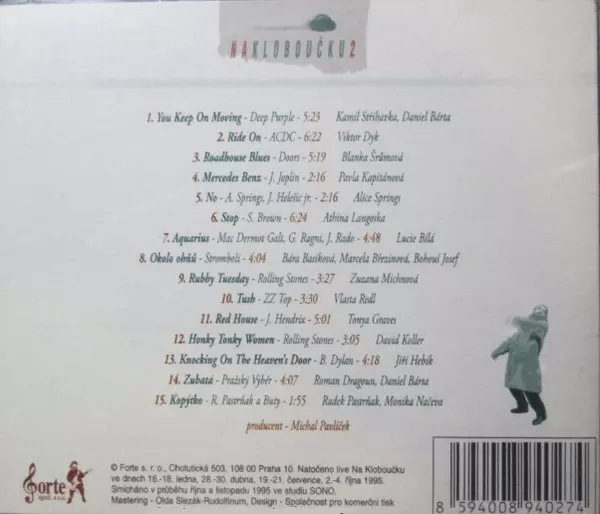 NAKLOBOUČKU2
1. You Keep On Moving - Deep Purple - 5:23 Kamil Střihavka, Daniel Bárta
2. Ride On - ACDC - 6:22 Viktor Dyk
3. Roadhouse Blues - Doors - 5:19 Blanka Šrůmová
4. Mercedes Benz - J. Joplin - 2:16 Pavla Kapitánová
5. No - A. Springs, J. Helešic jr. - 2:16 Alice Springs
6. Stop - S. Brown - 6:24 Athina Langoska
7. Aquarius - Mac Dermot Galt, G. Ragni, J. Rado - 4:48 Lucie Bílá
8. Okolo obňů - Stromboli - 4:04 Bára Basiková, Marcela Březinová, Bohouš Josef
9. Rubby Tuesday - Rolling Stones - 3:27 Zuzana Michnová
10. Tush - ZZ Top - 3:30 Vlasta Redl
11. Red House - J. Hendrix - 5:01 Tonya Graves
12. Honky Tonky Women - Rolling Stones - 3:05 David Koller
13. Knocking On The Heaven's Door - B. Dylan - 4:18 Jiří Hebík
14. Zubatá - Pražský Výběr - 4:07 Roman Dragoun, Daniel Bárta
15. Kopýtko - R. Pastrňak a Buty - 1:55 Radek Pastrňak, Monika Načeva
producent - Michal Pavlíček
Forte
spol. s r.o.
℗ © Forte s. r. o., Chotutická 503, 108 00 Praha 10. Natočeno live Na Kloboučku
ve dnech 16.-18. ledna, 28.-30. dubna, 19.-21. července, 2.-4. října 1995.
Smícháno v průběhu října a listopadu 1995 ve studiu SONO.
Mastering - Olda Slezák-Rudolfinum, Design - Společnost pro komerční tisk
8 594008 940274